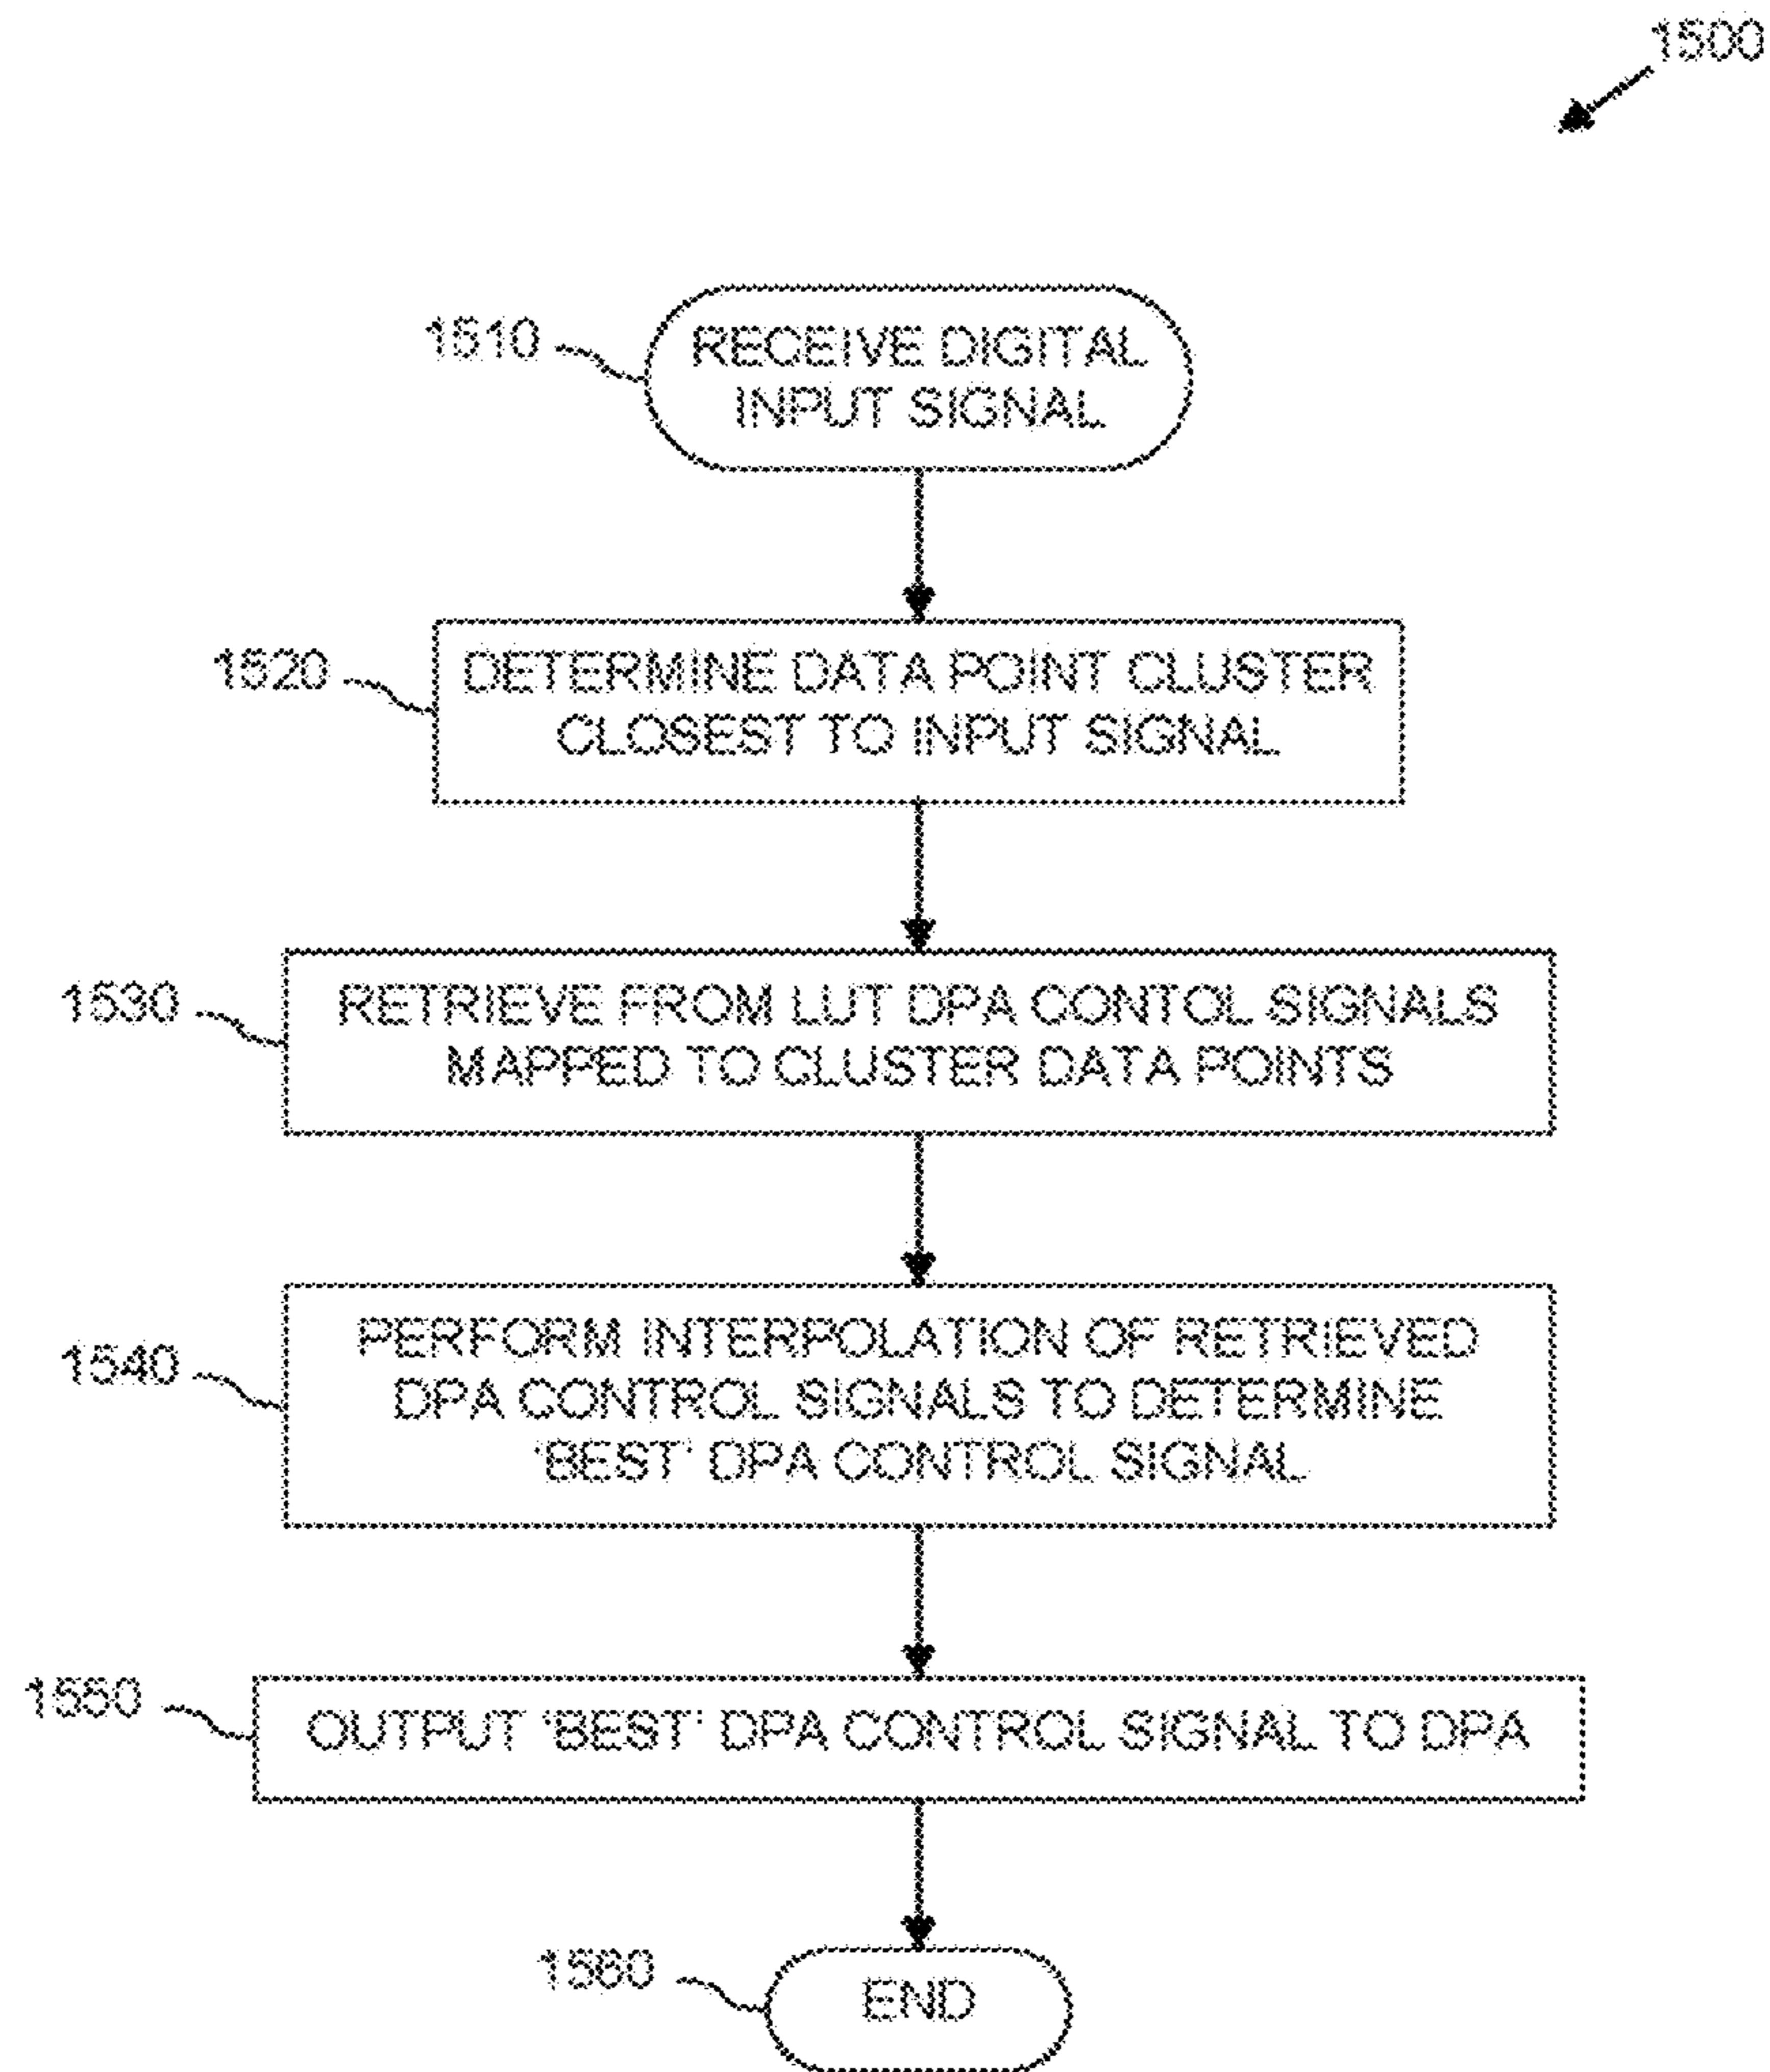 1500
1510
RECEIVE DIGITAL
INPUT SIGNAL
1520
DETERMINE DATA POINT CLUSTER
CLOSEST TO INPUT SIGNAL
1530
RETRIEVE FROM LUT DPA CONTOL SIGNALS
MAPPED TO CLUSTER DATA POINTS
1540
PERFORM INTERPOLATION OF RETRIEVED
DPA CONTROL SIGNALS TO DETERMINE
'BEST' DPA CONTROL SIGNAL
1550
OUTPUT 'BEST' DPA CONTROL SIGNAL TO DPA
1560
END